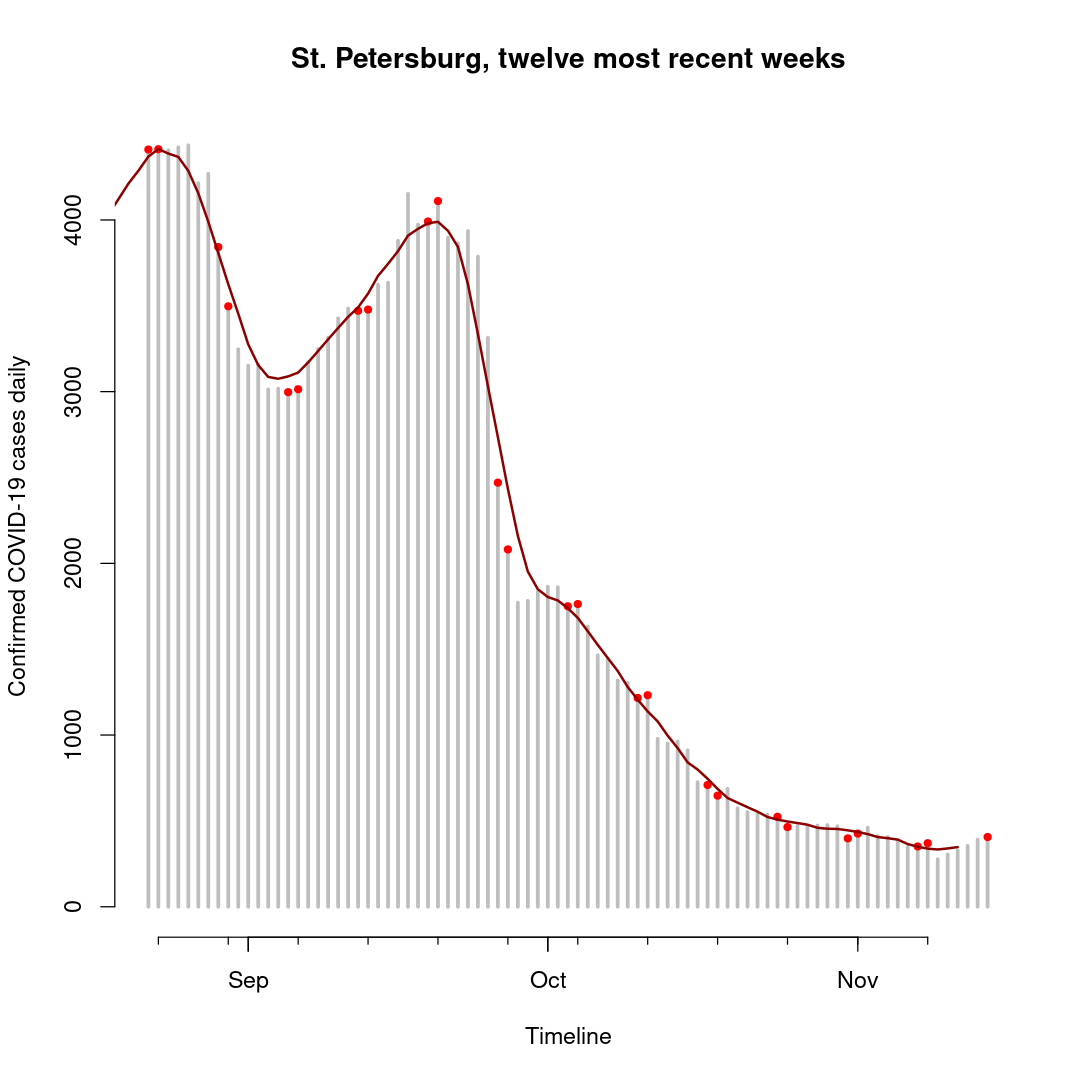 St. Petersburg, twelve most recent weeks
Confirmed COVID-19 cases daily
4000
3000
2000
1000
0
Sep Oct Nov
Timeline